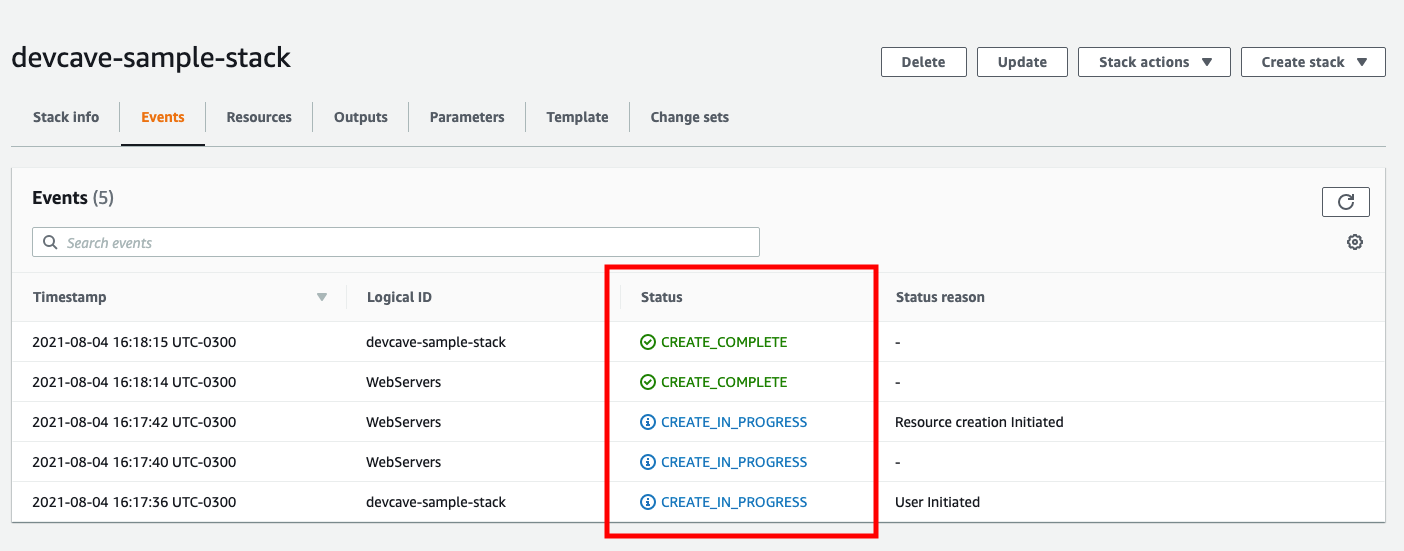 devcave-sample-stack
Delete Update Stack actions Create stack
Stack info Events Resources Outputs Parameters Template Change sets
Events (5)
Search events
Timestamp Logical ID Status Status reason
2021-08-04 16:18:15 UTC-0300 devcave-sample-stack CREATE_COMPLETE -
2021-08-04 16:18:14 UTC-0300 WebServers CREATE_COMPLETE -
2021-08-04 16:17:42 UTC-0300 WebServers CREATE_IN_PROGRESS Resource creation Initiated
2021-08-04 16:17:40 UTC-0300 WebServers CREATE_IN_PROGRESS -
2021-08-04 16:17:36 UTC-0300 devcave-sample-stack CREATE_IN_PROGRESS User Initiated